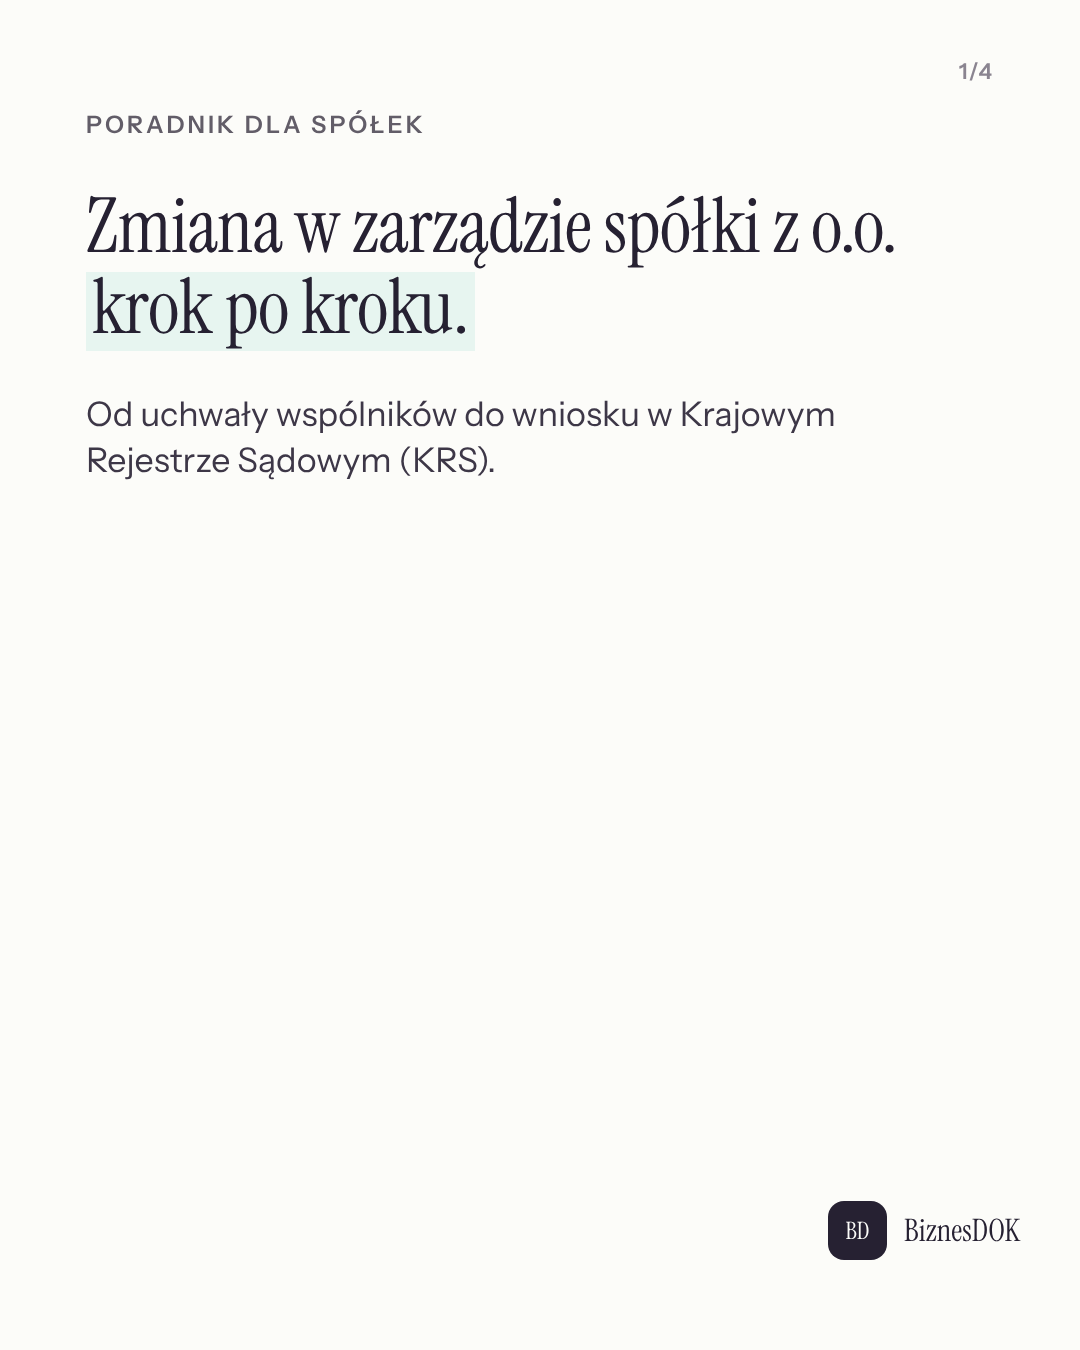 1/4
PORADNIK DLA SPÓŁEK
Zmiana w zarządzie spółki z o.o.
krok po kroku.
Od uchwały wspólników do wniosku w Krajowym
Rejestrze Sądowym (KRS).
BD BiznesDOK